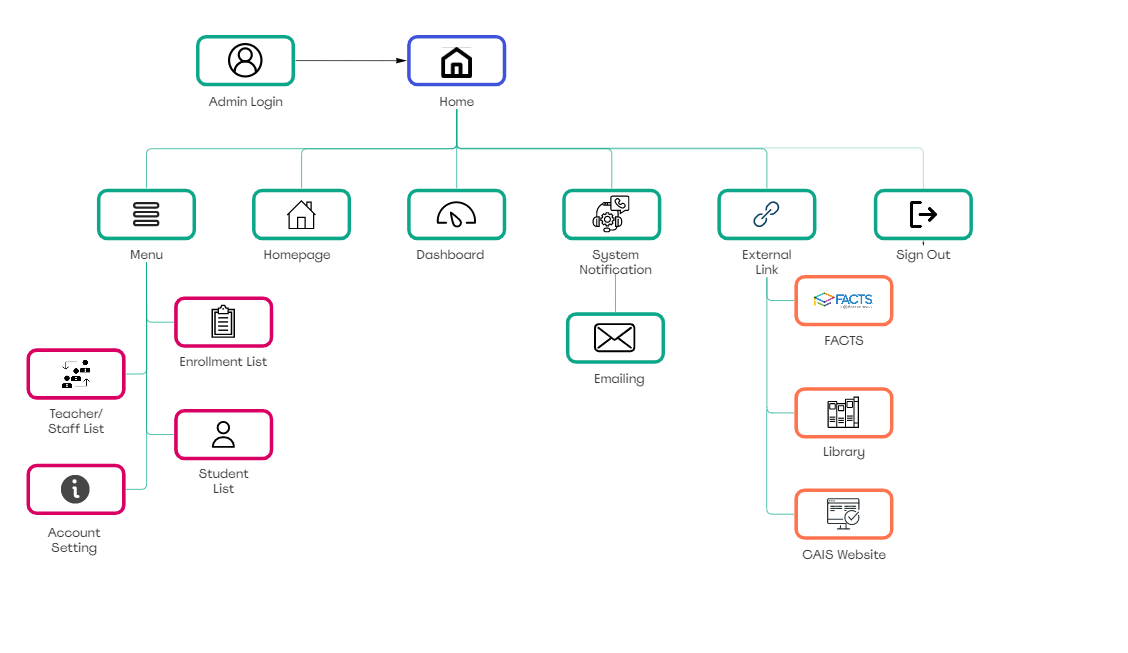 Admin Login
Home
Menu
Homepage
Dashboard
System
Notification
External
Link
Sign Out
FACTS
FACTS
Enrollment List
Emailing
Teacher/
Staff List
Library
Student
List
Account
Setting
CAIS Website